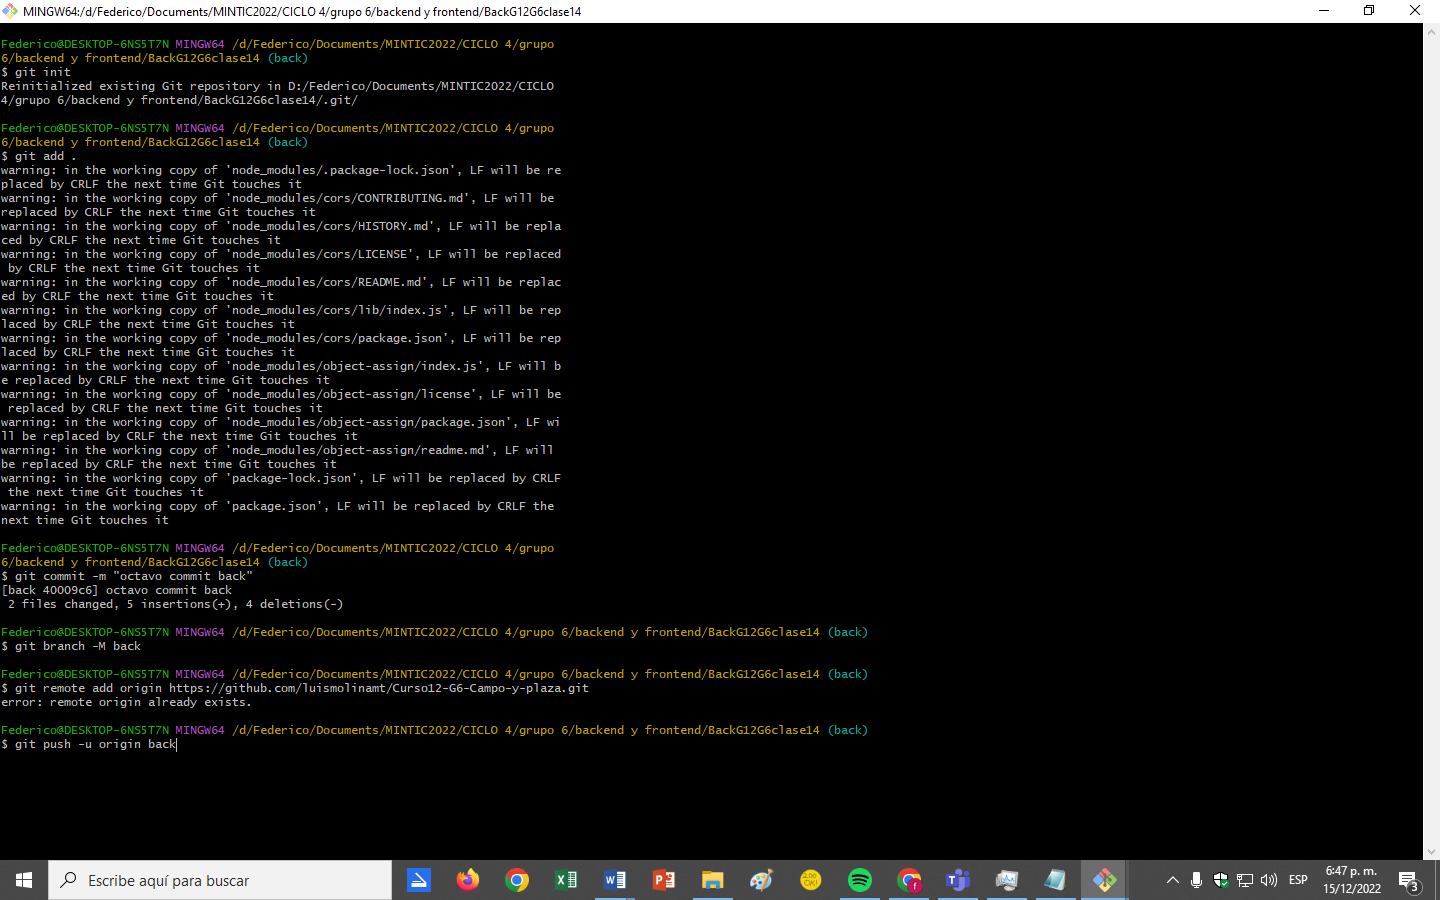 MINGW64:/d/Federico/Documents/MINTIC2022/CICLO 4/grupo 6/backend y frontend/BackG12G6clase14
Federico@DESKTOP-6NS5T7N MINGW64 /d/Federico/Documents/MINTIC2022/CICLO 4/grupo
6/backend y frontend/BackG12G6clase14 (back)
$ git init
Reinitialized existing Git repository in D:/Federico/Documents/MINTIC2022/CICLO
4/grupo 6/backend y frontend/BackG12G6clase14/.git/
Federico@DESKTOP-6NS5T7N MINGW64 /d/Federico/Documents/MINTIC2022/CICLO 4/grupo
6/backend y frontend/BackG12G6clase14 (back)
$ git add .
warning: in the working copy of 'node_modules/.package-lock.json', LF will be re
placed by CRLF the next time Git touches it
warning: in the working copy of 'node_modules/cors/CONTRIBUTING.md', LF will be
replaced by CRLF the next time Git touches it
warning: in the working copy of 'node_modules/cors/HISTORY.md', LF will be repla
ced by CRLF the next time Git touches it
warning: in the working copy of 'node_modules/cors/LICENSE', LF will be replaced
 by CRLF the next time Git touches it
warning: in the working copy of 'node_modules/cors/README.md', LF will be replac
ed by CRLF the next time Git touches it
warning: in the working copy of 'node_modules/cors/lib/index.js', LF will be rep
laced by CRLF the next time Git touches it
warning: in the working copy of 'node_modules/cors/package.json', LF will be rep
laced by CRLF the next time Git touches it
warning: in the working copy of 'node_modules/object-assign/index.js', LF will b
e replaced by CRLF the next time Git touches it
warning: in the working copy of 'node_modules/object-assign/license', LF will be
 replaced by CRLF the next time Git touches it
warning: in the working copy of 'node_modules/object-assign/package.json', LF wi
ll be replaced by CRLF the next time Git touches it
warning: in the working copy of 'node_modules/object-assign/readme.md', LF will
be replaced by CRLF the next time Git touches it
warning: in the working copy of 'package-lock.json', LF will be replaced by CRLF
 the next time Git touches it
warning: in the working copy of 'package.json', LF will be replaced by CRLF the
next time Git touches it
Federico@DESKTOP-6NS5T7N MINGW64 /d/Federico/Documents/MINTIC2022/CICLO 4/grupo
6/backend y frontend/BackG12G6clase14 (back)
$ git commit -m "octavo commit back"
[back 40009c6] octavo commit back
 2 files changed, 5 insertions(+), 4 deletions(-)
Federico@DESKTOP-6NS5T7N MINGW64 /d/Federico/Documents/MINTIC2022/CICLO 4/grupo 6/backend y frontend/BackG12G6clase14 (back)
$ git branch -M back
Federico@DESKTOP-6NS5T7N MINGW64 /d/Federico/Documents/MINTIC2022/CICLO 4/grupo 6/backend y frontend/BackG12G6clase14 (back)
$ git remote add origin https://github.com/luismolinamt/Curso12-G6-Campo-y-plaza.git
error: remote origin already exists.
Federico@DESKTOP-6NS5T7N MINGW64 /d/Federico/Documents/MINTIC2022/CICLO 4/grupo 6/backend y frontend/BackG12G6clase14 (back)
$ git push -u origin back
Escribe aquí para buscar
ESP
6:47 p. m.
15/12/2022
3